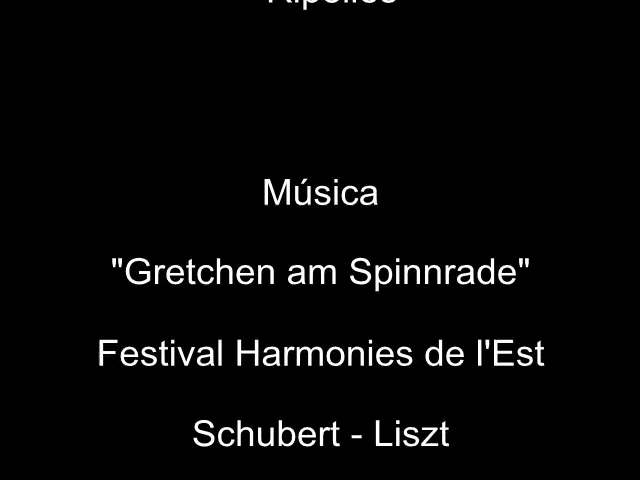 Música
"Gretchen am Spinnrade"
Festival Harmonies de l'Est
Schubert - Liszt